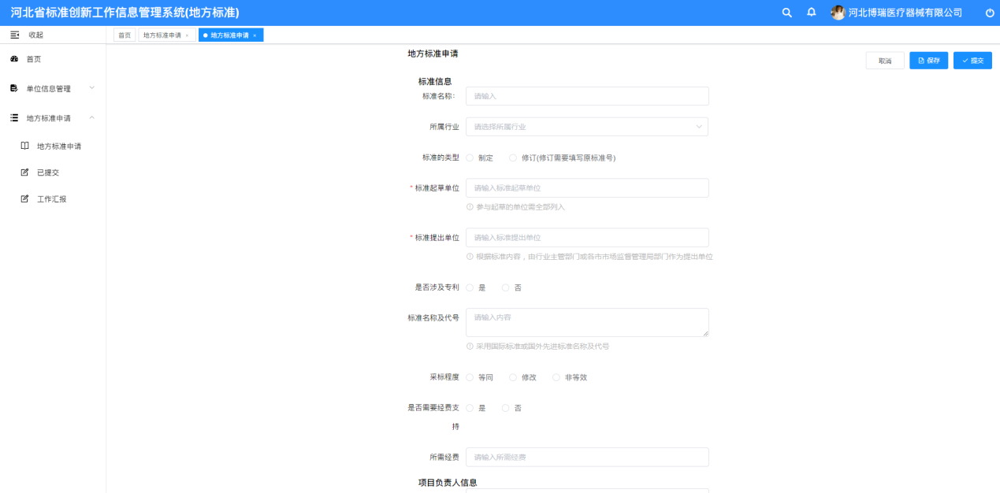 河北省标准创新工作信息管理系统(地方标准)
河北博瑞医疗器械有限公司
收起
首页 地方标准申请 × 地方标准申请 ×
首页
单位信息管理
地方标准申请
地方标准申请
已提交
工作汇报
地方标准申请
取消 保存 提交
标准信息
标准名称: 请输入
所属行业 请选择所属行业
标准的类型 制定 修订(修订需要填写原标准号)
* 标准起草单位 请输入标准起草单位
参与起草的单位需全部列入
* 标准提出单位 请输入标准提出单位
根据标准内容，由行业主管部门或各市市场监督管理局部门作为提出单位
是否涉及专利 是 否
标准名称及代号 请输入内容
采用国际标准或国外先进标准名称及代号
采标程度 等同 修改 非等效
是否需要经费支 是 否
持
所需经费 请输入所需经费
项目负责人信息